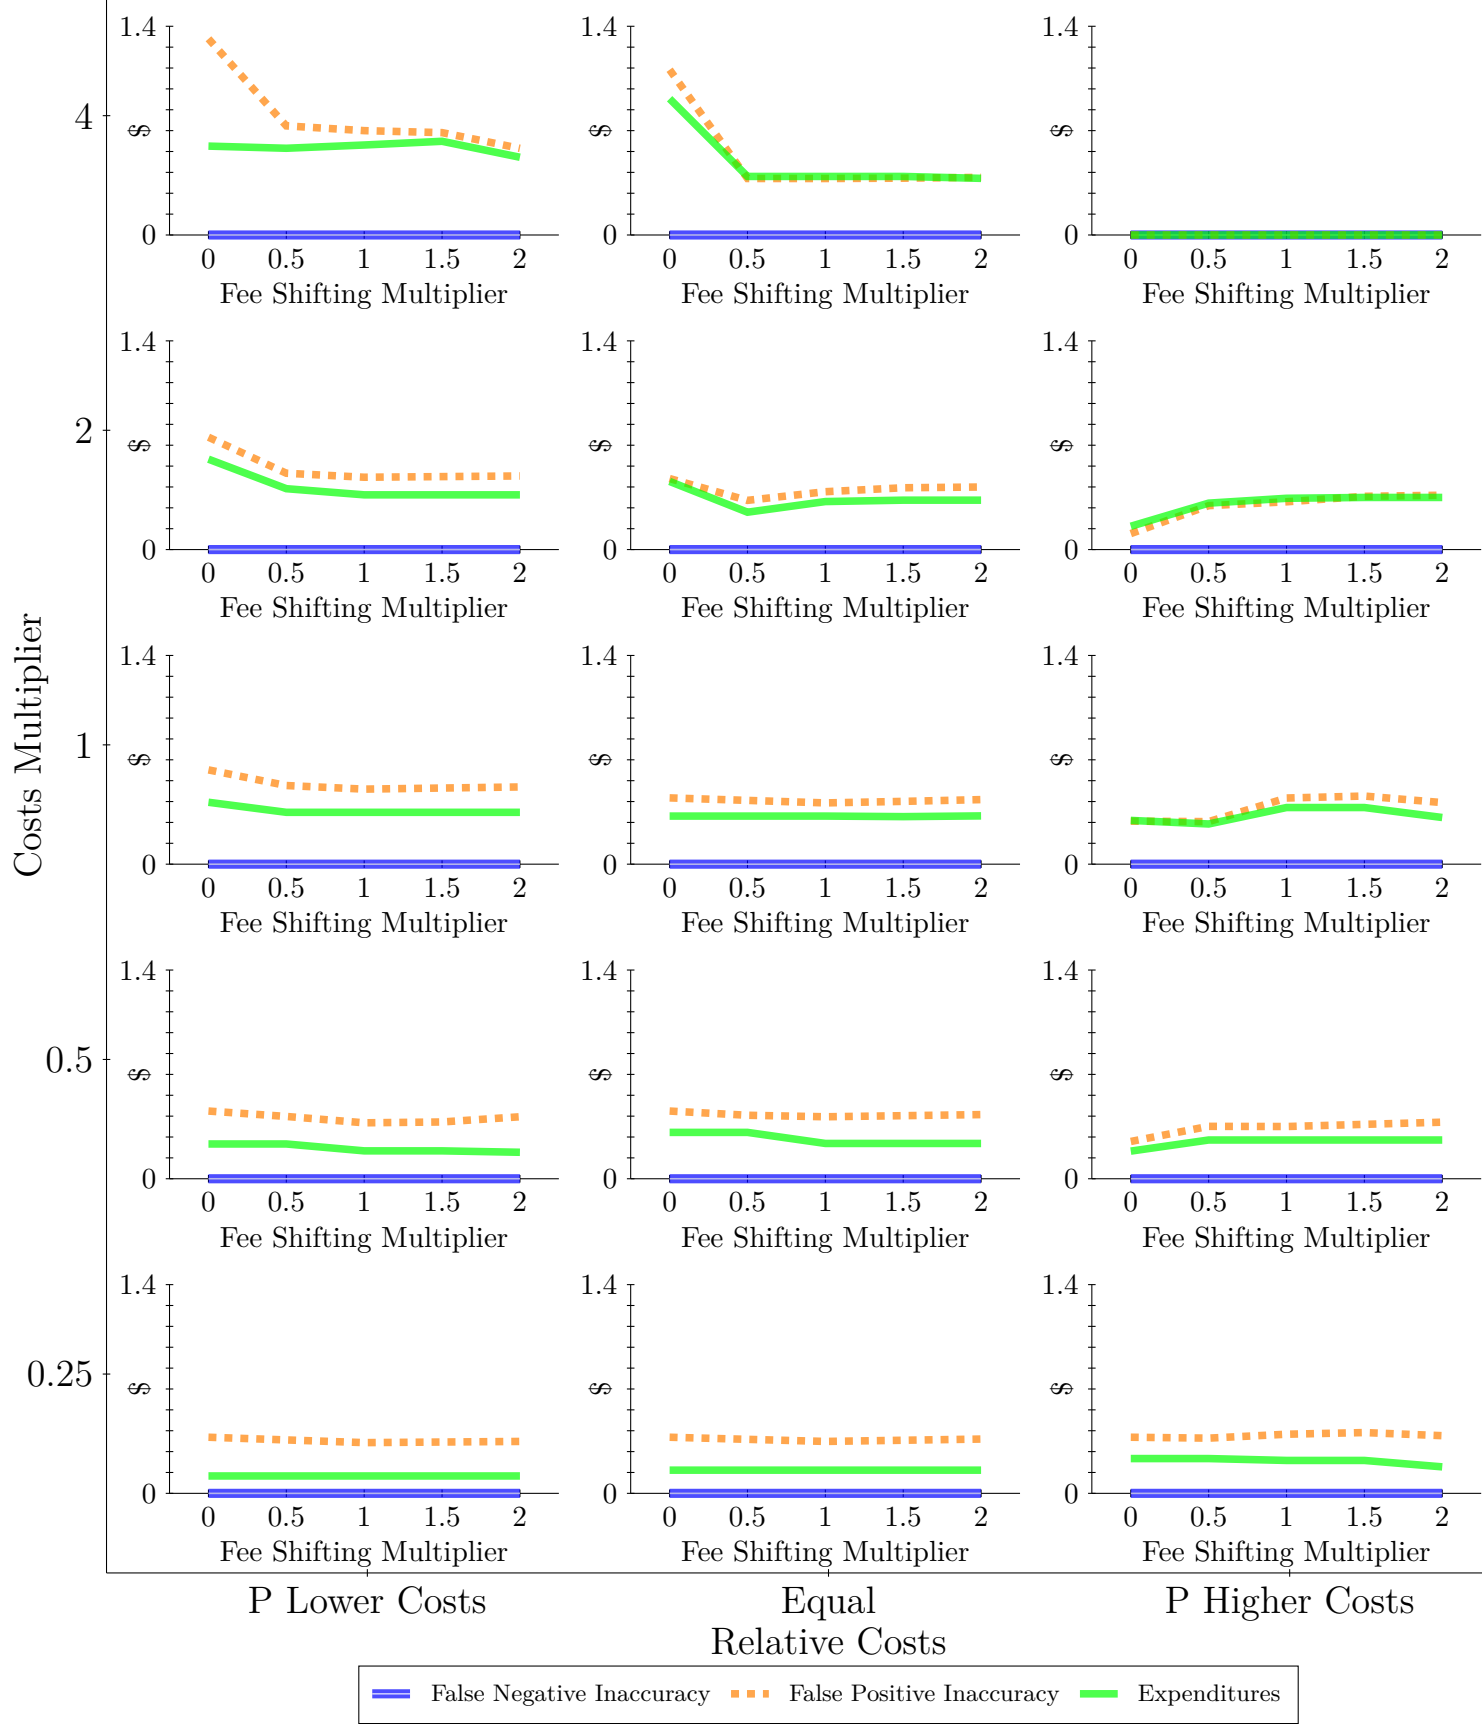 Costs Multiplier
4
1.4
$
0
0 0.5 1 1.5 2
Fee Shifting Multiplier
1.4
$
0
0 0.5 1 1.5 2
Fee Shifting Multiplier
1.4
$
0
0 0.5 1 1.5 2
Fee Shifting Multiplier
2
1.4
$
0
0 0.5 1 1.5 2
Fee Shifting Multiplier
1.4
$
0
0 0.5 1 1.5 2
Fee Shifting Multiplier
1.4
$
0
0 0.5 1 1.5 2
Fee Shifting Multiplier
1
1.4
$
0
0 0.5 1 1.5 2
Fee Shifting Multiplier
1.4
$
0
0 0.5 1 1.5 2
Fee Shifting Multiplier
1.4
$
0
0 0.5 1 1.5 2
Fee Shifting Multiplier
0.5
1.4
$
0
0 0.5 1 1.5 2
Fee Shifting Multiplier
1.4
$
0
0 0.5 1 1.5 2
Fee Shifting Multiplier
1.4
$
0
0 0.5 1 1.5 2
Fee Shifting Multiplier
0.25
1.4
$
0
0 0.5 1 1.5 2
Fee Shifting Multiplier
1.4
$
0
0 0.5 1 1.5 2
Fee Shifting Multiplier
1.4
$
0
0 0.5 1 1.5 2
Fee Shifting Multiplier
P Lower Costs Equal P Higher Costs
Relative Costs
False Negative Inaccuracy False Positive Inaccuracy Expenditures